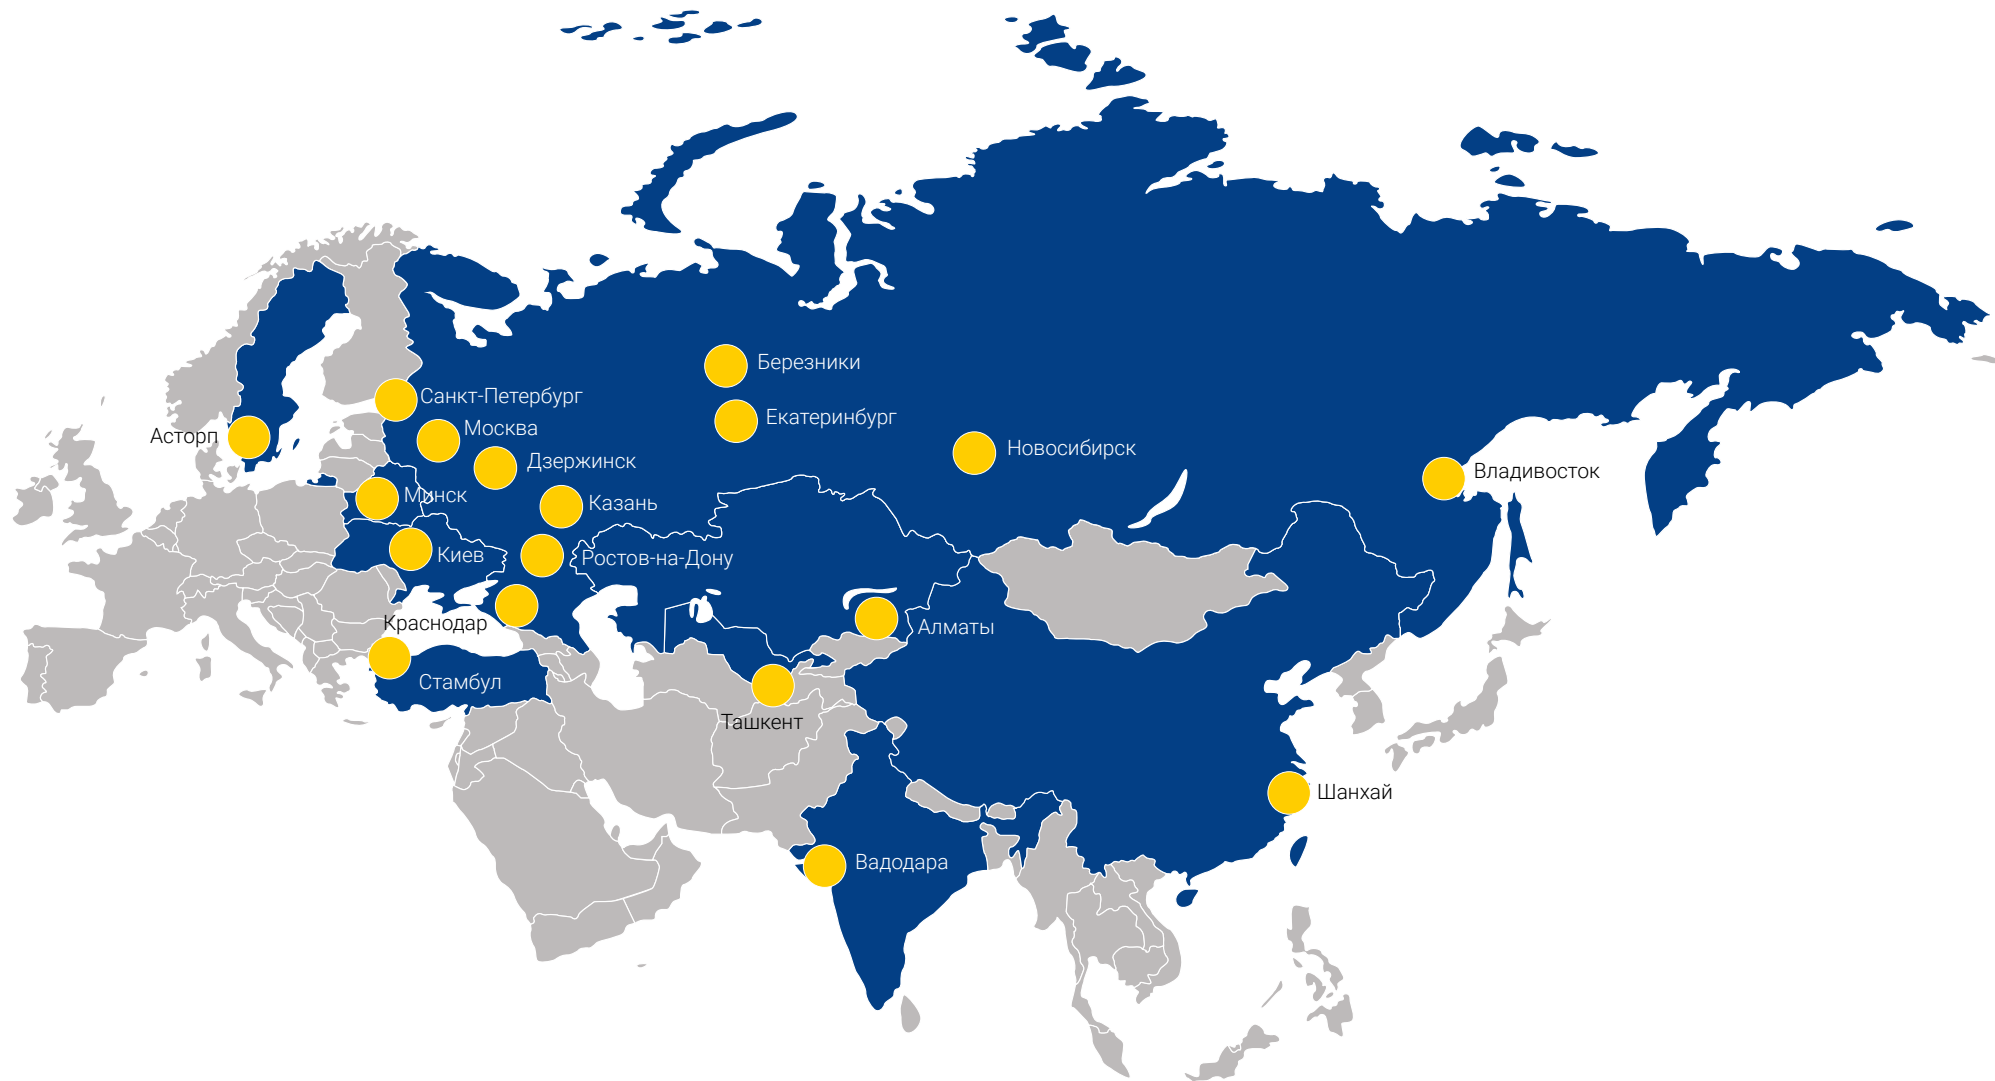 Березники
Санкт-Петербург
Екатеринбург
Москва
Асторп
Новосибирск
Дзержинск
Владивосток
Минск
Казань
Киев
Ростов-на-Дону
Краснодар
Алматы
Стамбул
Ташкент
Шанхай
Вадодара